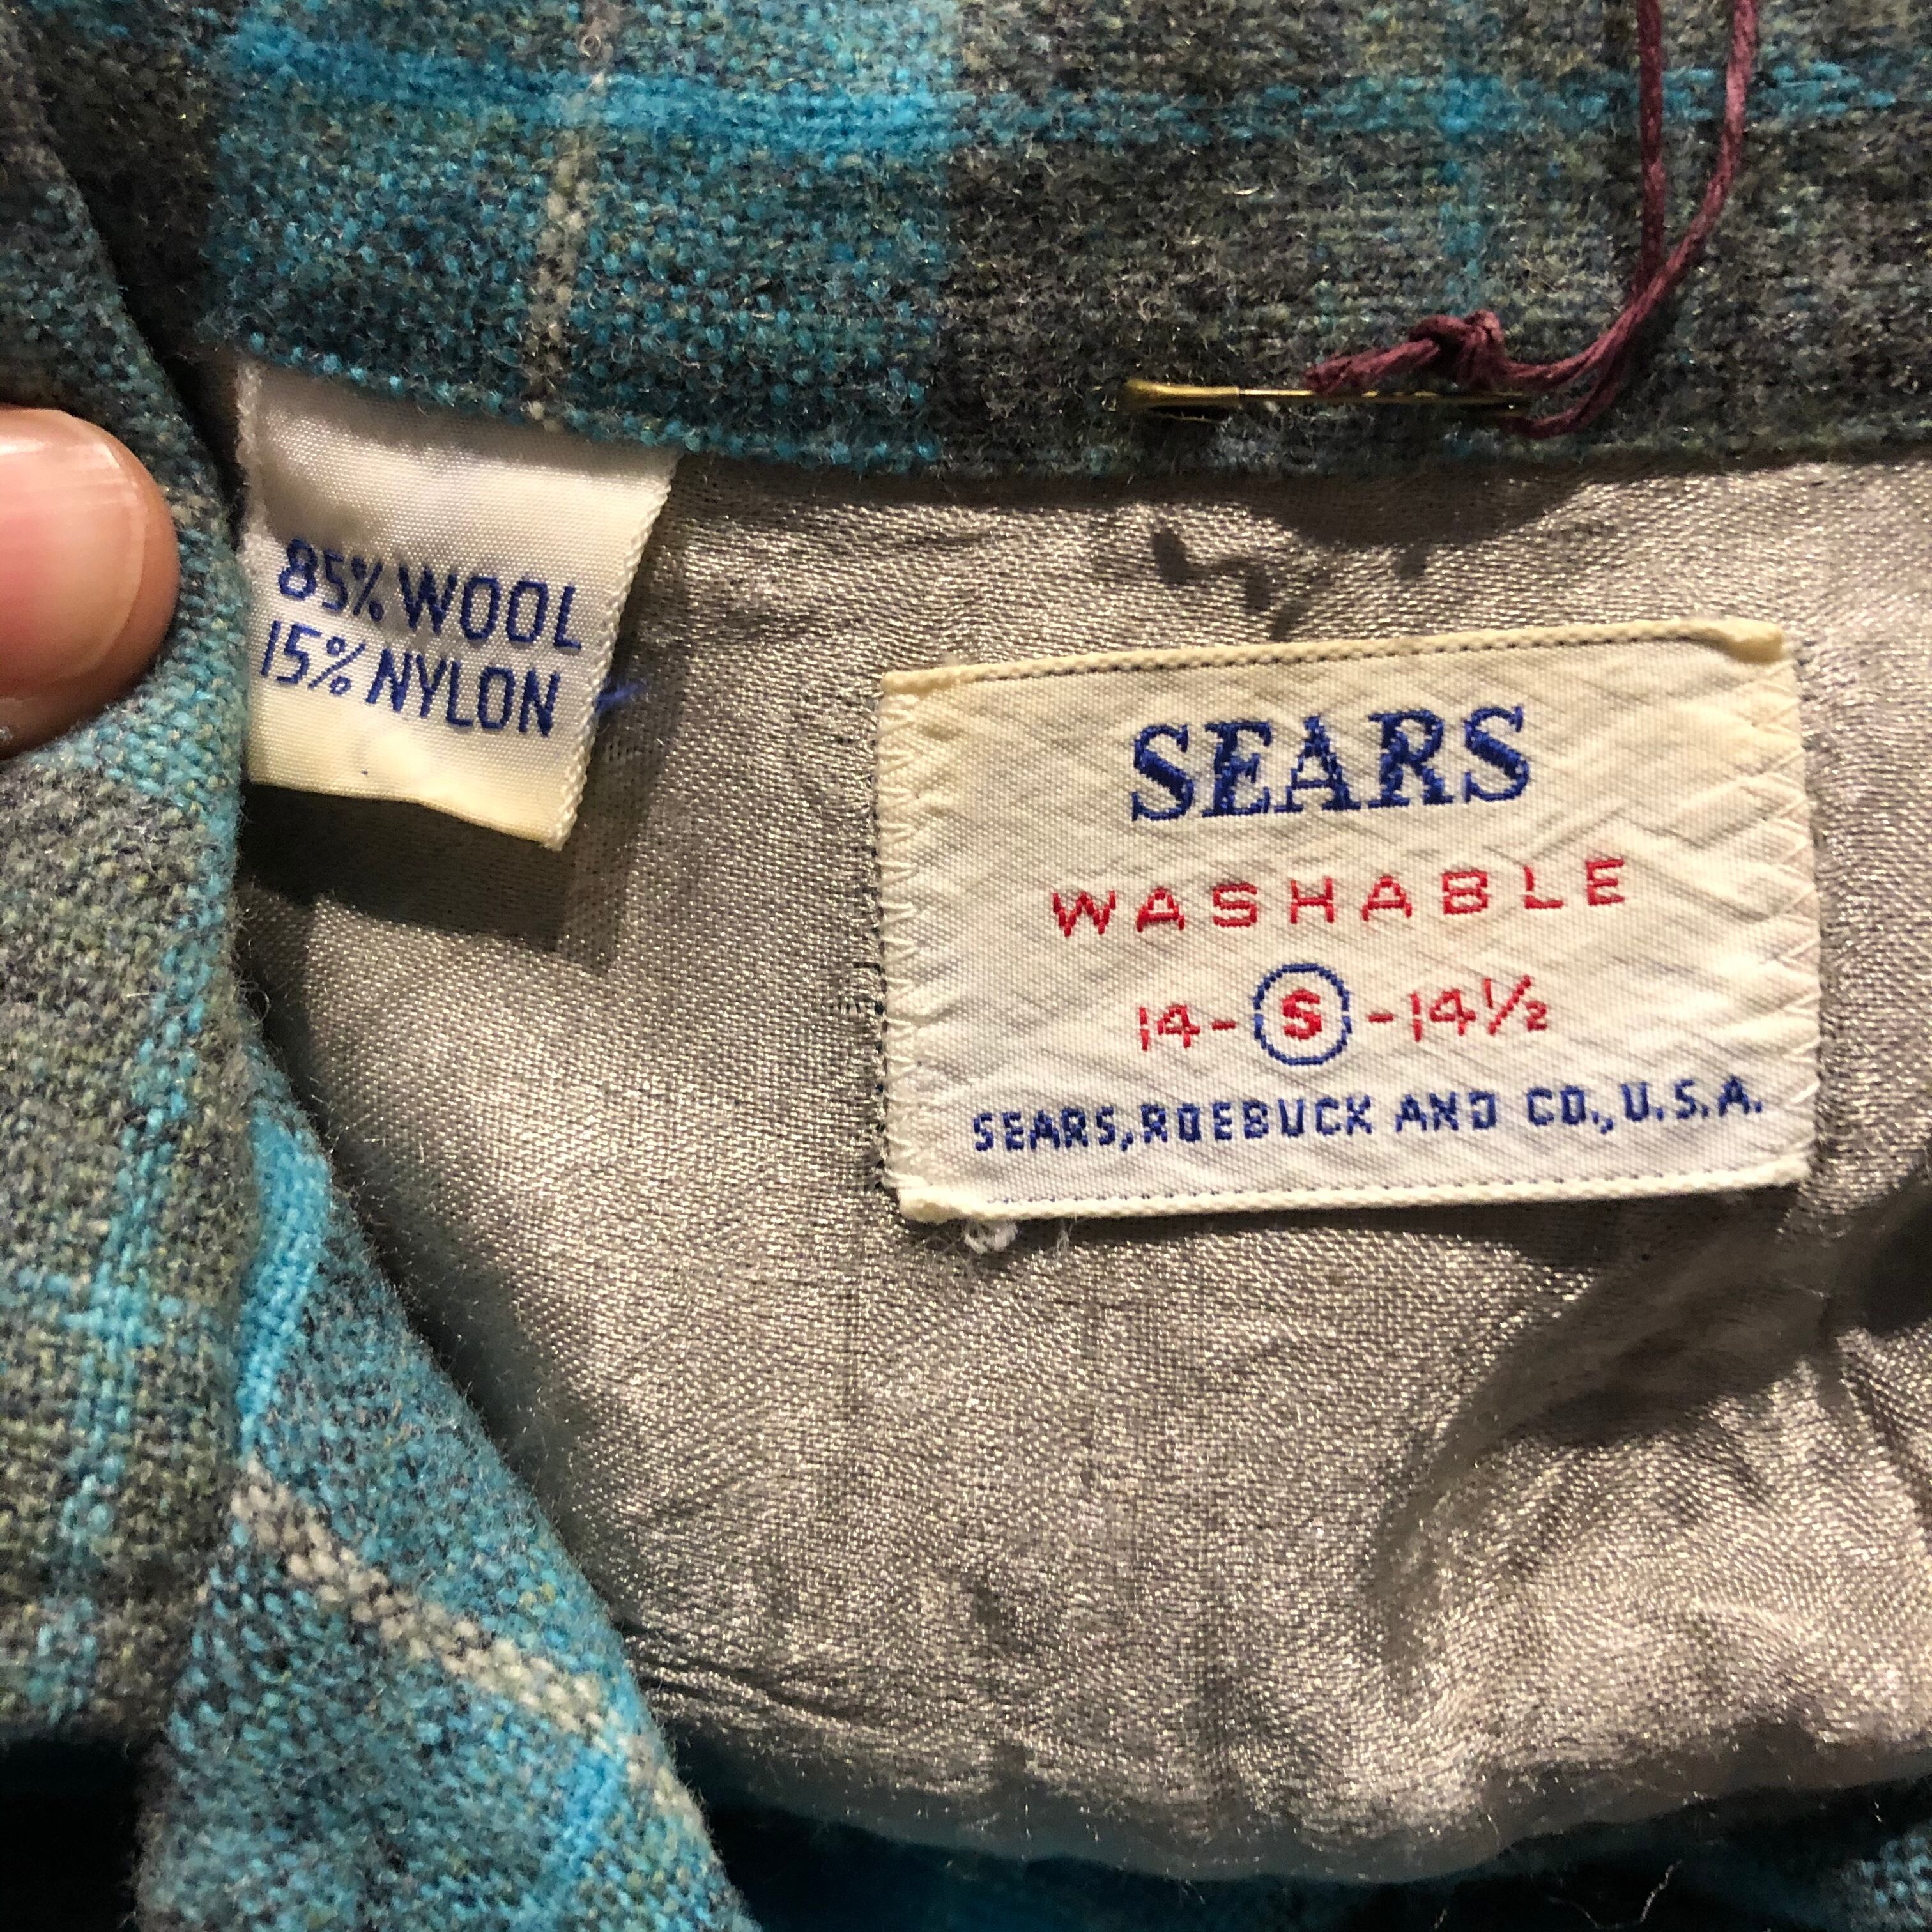 85% WOOL
15% NYLON
SEARS
WASHABLE
14-S-14½
SEARS, ROEBUCK AND CO., U.S.A.